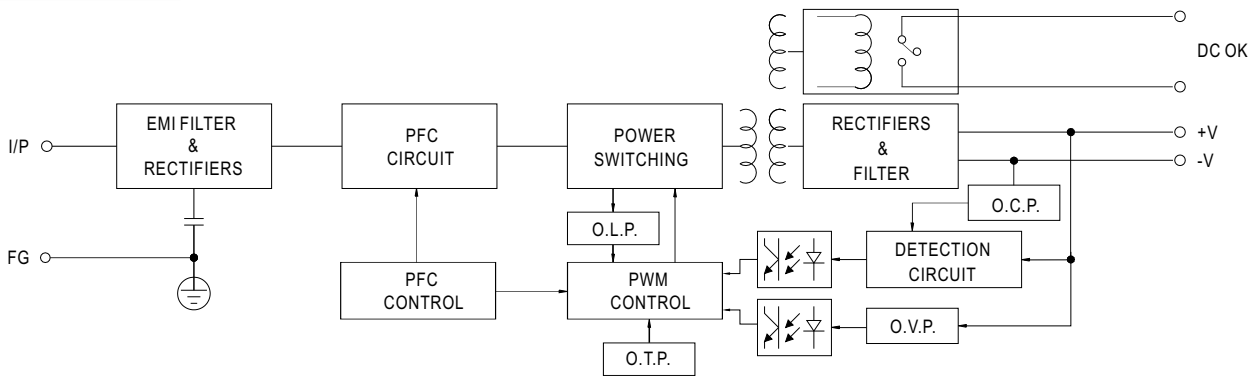 DC OK
I/P
EMI FILTER
&
RECTIFIERS
PFC
CIRCUIT
POWER
SWITCHING
RECTIFIERS
&
FILTER
+V
-V
O.C.P.
O.L.P.
FG
DETECTION
CIRCUIT
PFC
CONTROL
PWM
CONTROL
O.V.P.
O.T.P.